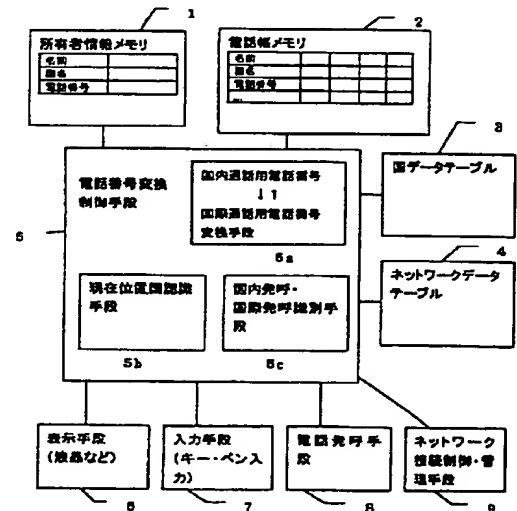 1
所有者情報メモリ
名前
国名
電話番号
2
電話帳メモリ
名前
国名
電話番号
...
3
国データテーブル
4
ネットワークデータ
テーブル
5
電話番号変換
制御手段
国内通話用電話番号
↓↑
国際通話用電話番号
変換手段
5a
現在位置国認識
手段
5b
国内発呼・
国際発呼識別手
段
5c
表示手段
(液晶など)
6
入力手段
(キー・ペン入
力)
7
電話発呼手
段
8
ネットワーク
接続制御・管
理手段
9